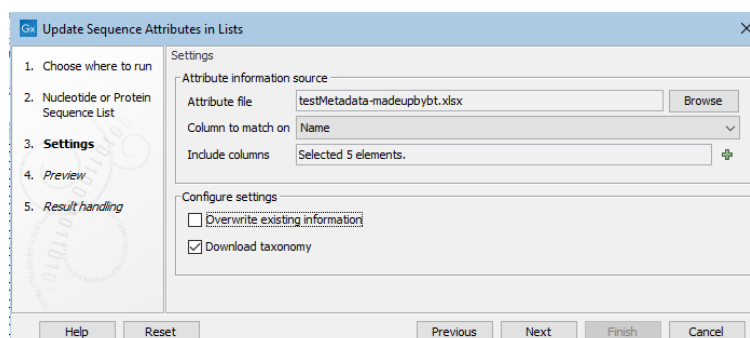 Gx Update Sequence Attributes in Lists
1. Choose where to run
2. Nucleotide or Protein
Sequence List
3. Settings
4. Preview
5. Result handling
Settings
Attribute information source
Attribute file testMetadata-madeupbybt.xlsx Browse
Column to match on Name
Include columns Selected 5 elements.
Configure settings
Overwrite existing information
Download taxonomy
Help Reset Previous Next Finish Cancel